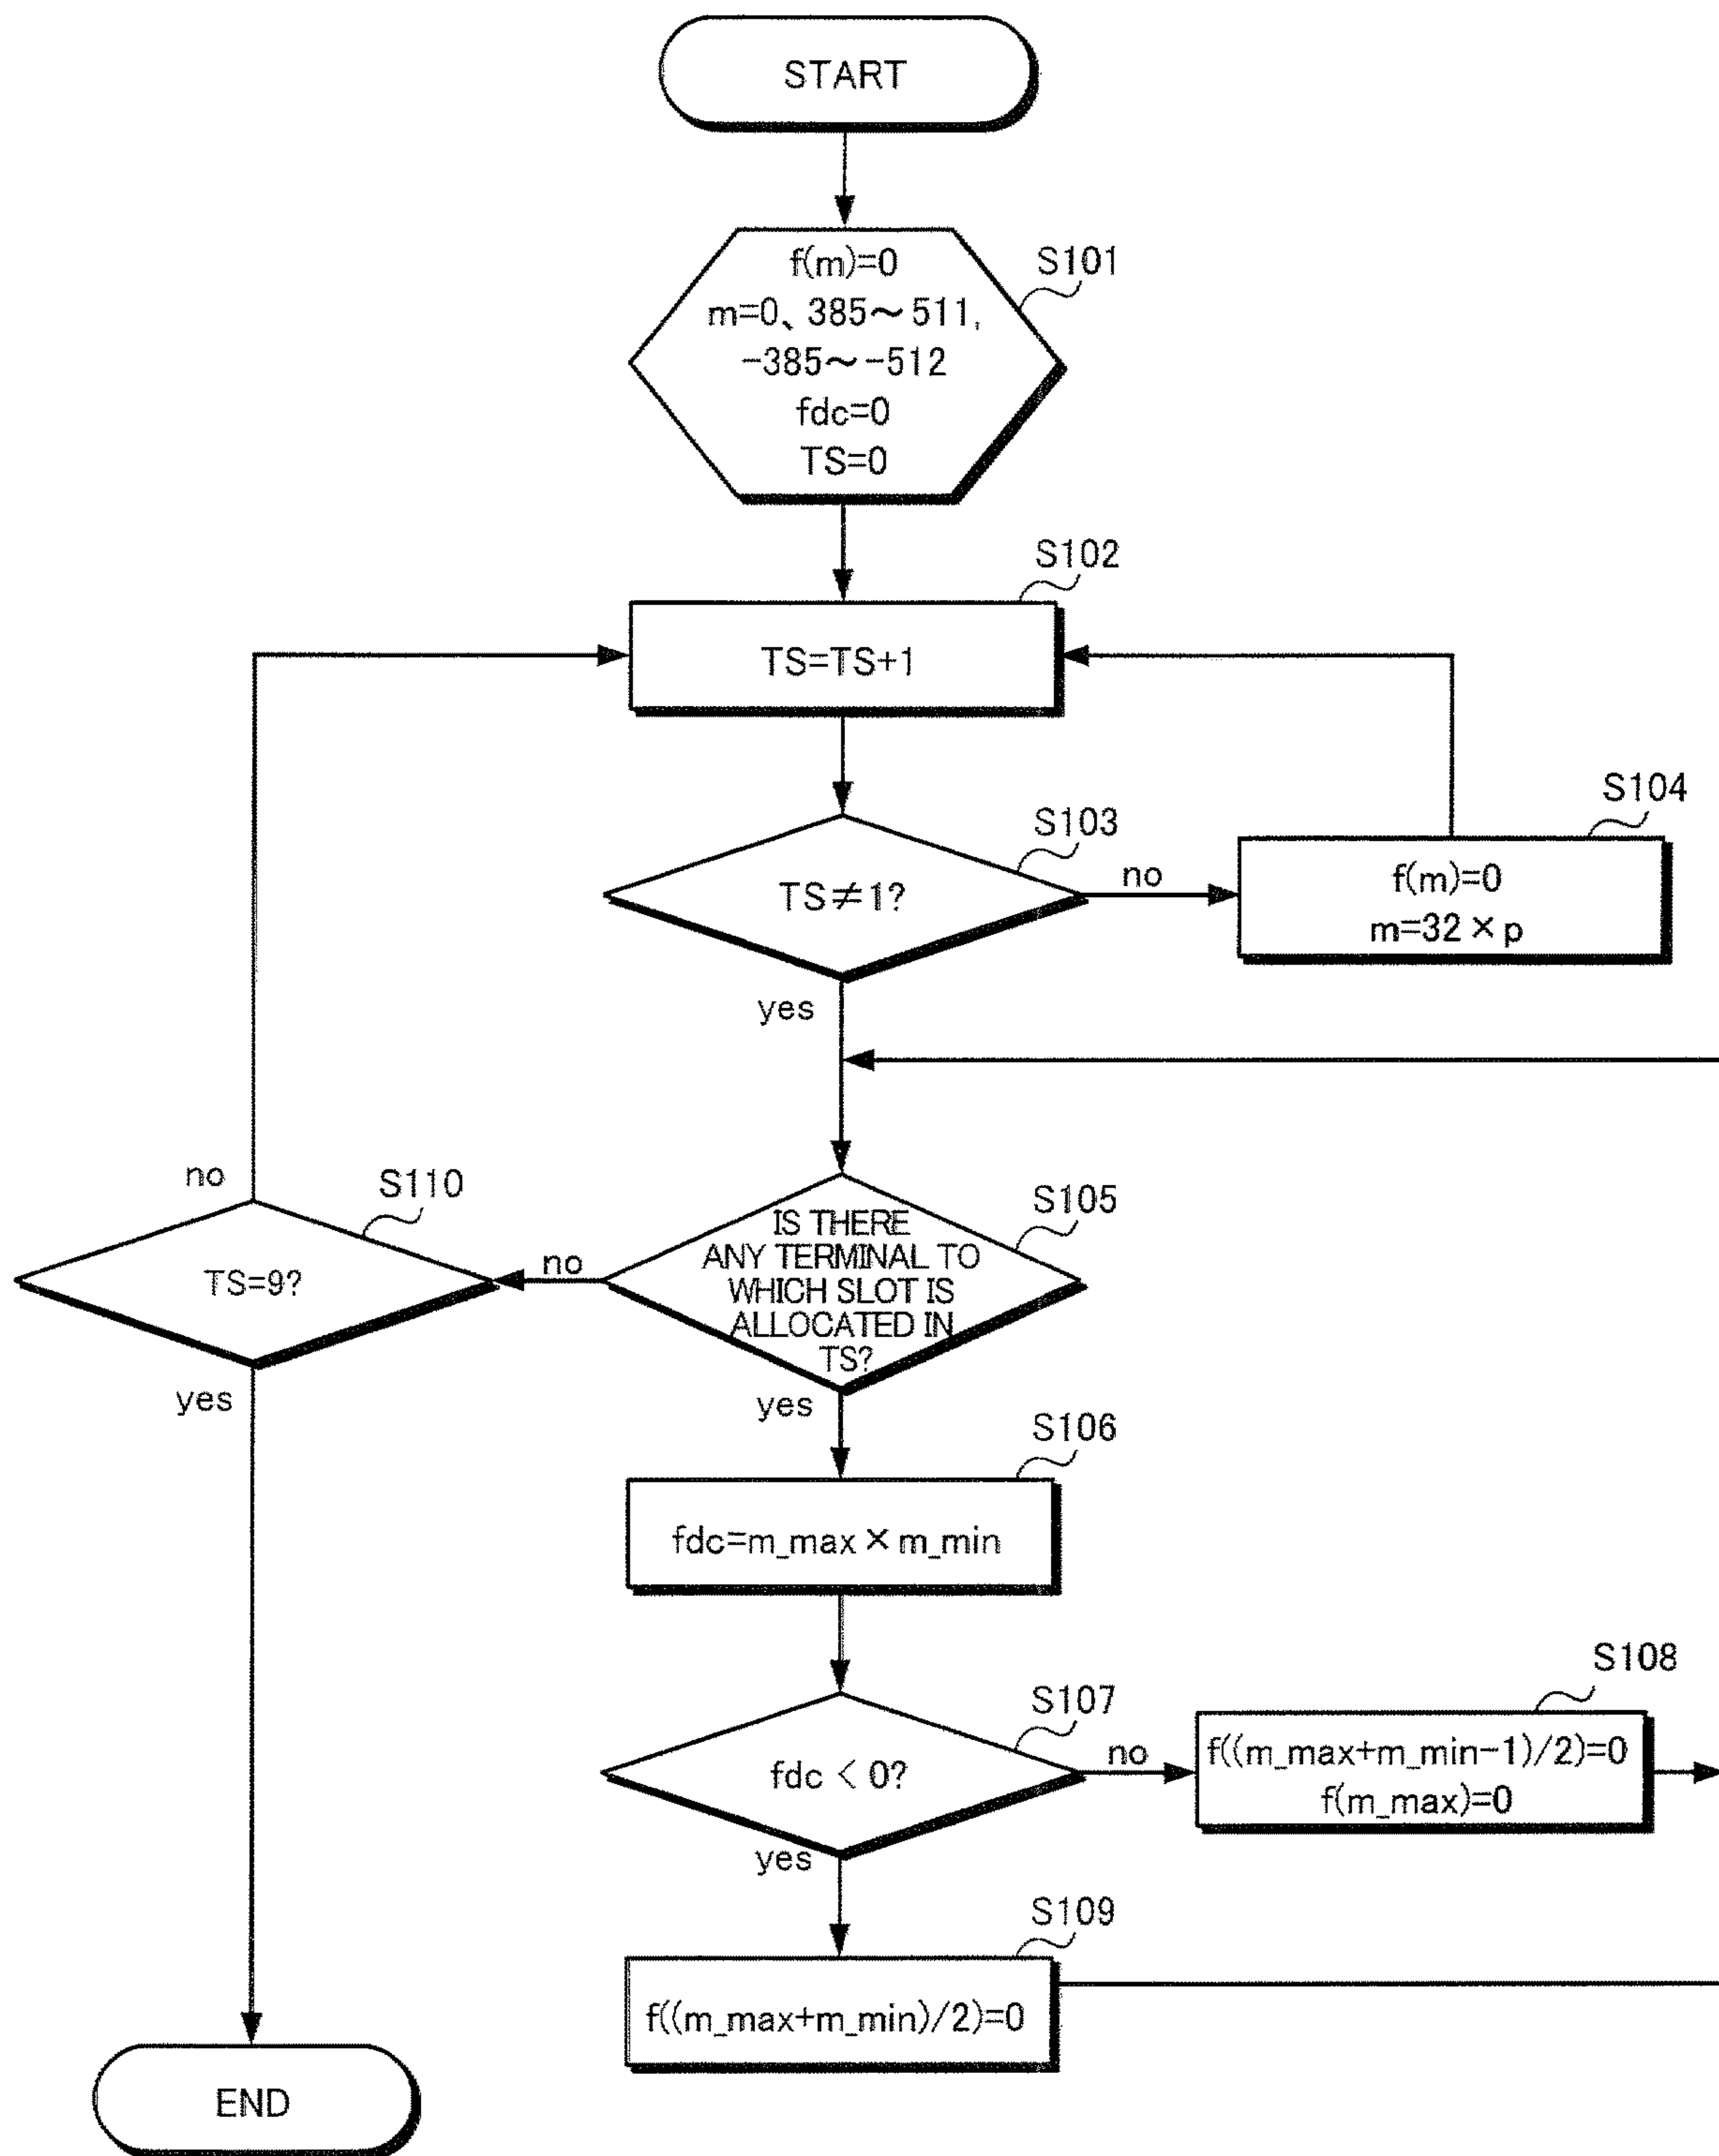 START
f(m)=0
m=0、385～511,
-385～-512
fdc=0
TS=0
S101
S102
TS=TS+1
S103
TS≠1?
no
yes
S104
f(m)=0
m=32×p
S105
IS THERE
ANY TERMINAL TO
WHICH SLOT IS
ALLOCATED IN
TS?
no
yes
S110
TS=9?
no
yes
S106
fdc=m_max×m_min
S107
fdc < 0?
no
yes
S108
f((m_max+m_min-1)/2)=0
f(m_max)=0
S109
f((m_max+m_min)/2)=0
END